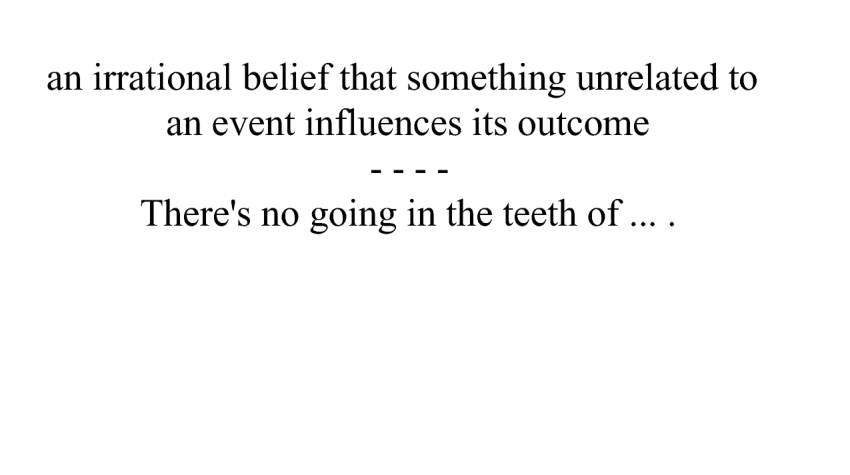 an irrational belief that something unrelated to
an event influences its outcome
- - - -
There's no going in the teeth of ... .